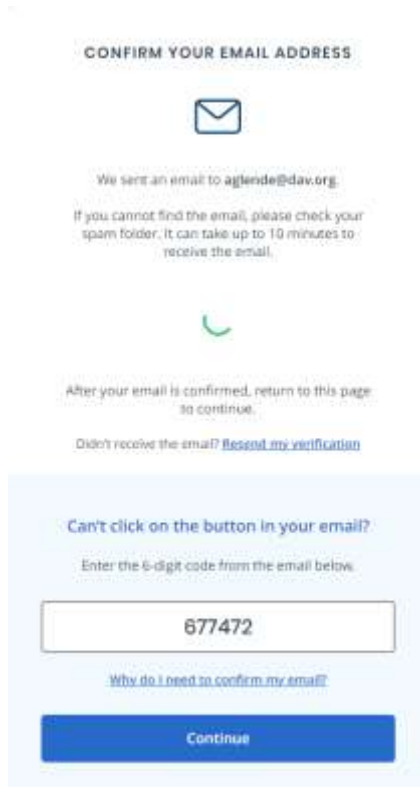 CONFIRM YOUR EMAIL ADDRESS
We sent an email to aglende@dav.org.
If you cannot find the email, please check your
spam folder. It can take up to 10 minutes to
receive the email.
After your email is confirmed, return to this page
to continue.
Didn't receive the email? Resend my verification
Can't click on the button in your email?
Enter the 6-digit code from the email below.
677472
Why do I need to confirm my email?
Continue